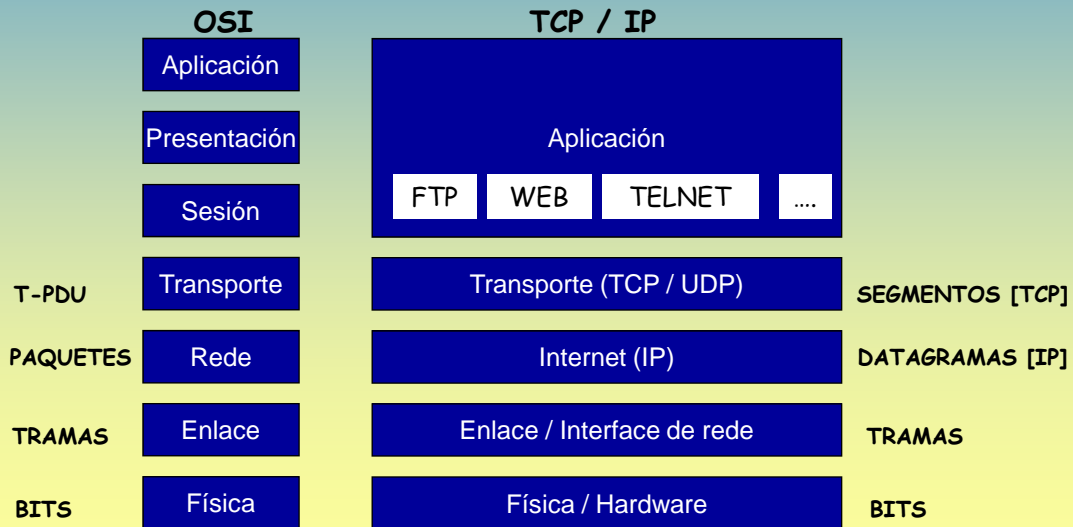 OSI
TCP / IP
Aplicación
Presentación
Sesión
Aplicación
FTP
WEB
TELNET
....
T-PDU
Transporte
Transporte (TCP / UDP)
SEGMENTOS [TCP]
PAQUETES
Rede
Internet (IP)
DATAGRAMAS [IP]
TRAMAS
Enlace
Enlace / Interface de rede
TRAMAS
BITS
Física
Física / Hardware
BITS